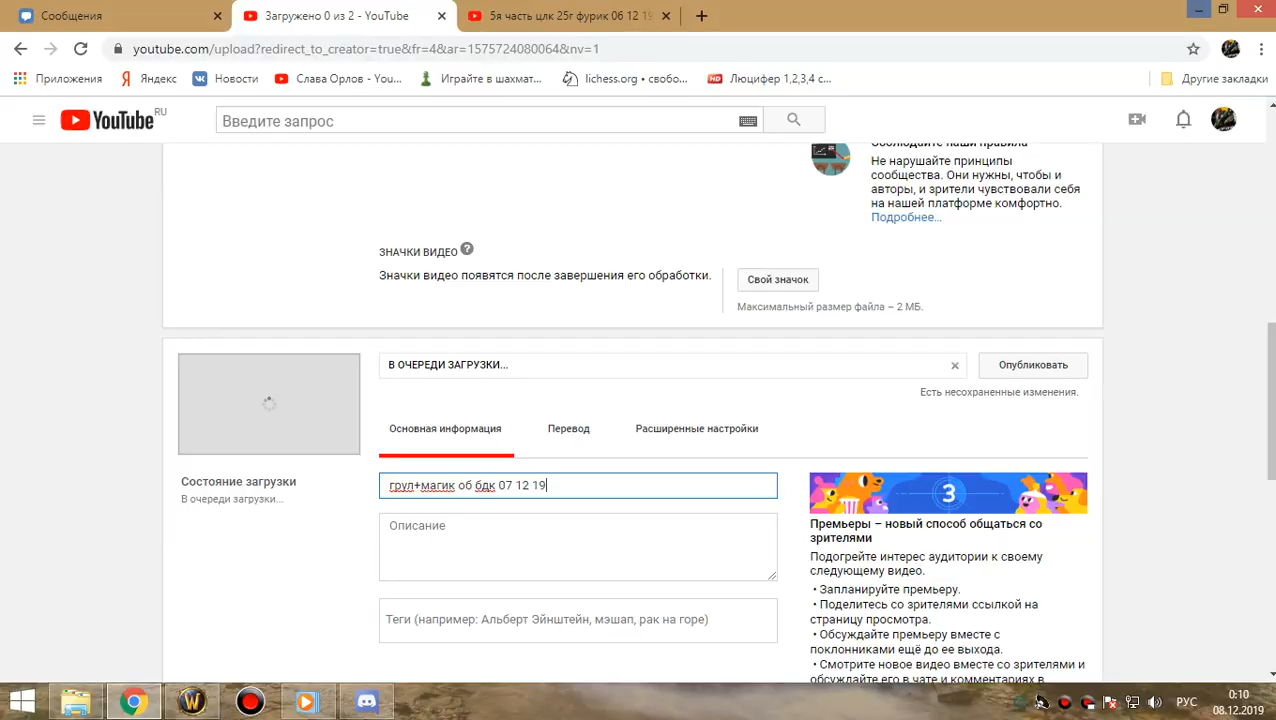 Сообщения
Загружено 0 из 2 - YouTube
5я часть цлк 25г фурик 06 12 19
youtube.com/upload?redirect_to_creator=true&fr=4&ar=1575724080064&nv=1
Приложения
Яндекс
Новости
Слава Орлов - You...
Играйте в шахмат...
lichess.org • свобо...
Люцифер 1,2,3,4 с...
Другие закладки
YouTube RU
Введите запрос
Соблюдайте наши правила
Не нарушайте принципы
сообщества. Они нужны, чтобы и
авторы, и зрители чувствовали себя
на нашей платформе комфортно.
Подробнее...
ЗНАЧКИ ВИДЕО ?
Значки видео появятся после завершения его обработки.
Свой значок
Максимальный размер файла – 2 МБ.
В ОЧЕРЕДИ ЗАГРУЗКИ...
Опубликовать
Есть несохраненные изменения.
Основная информация
Перевод
Расширенные настройки
Состояние загрузки
В очереди загрузки...
грул+магик об бдк 07 12 19
Описание
Теги (например: Альберт Эйнштейн, мэшап, рак на горе)
3
Премьеры – новый способ общаться со
зрителями
Подогрейте интерес аудитории к своему
следующему видео.
• Запланируйте премьеру.
• Поделитесь со зрителями ссылкой на
страницу просмотра.
• Обсуждайте премьеру вместе с
поклонниками ещё до ее выхода.
• Смотрите новое видео вместе со зрителями и
обсуждайте его в чате и комментариях в
РУС
0:10
08.12.2019